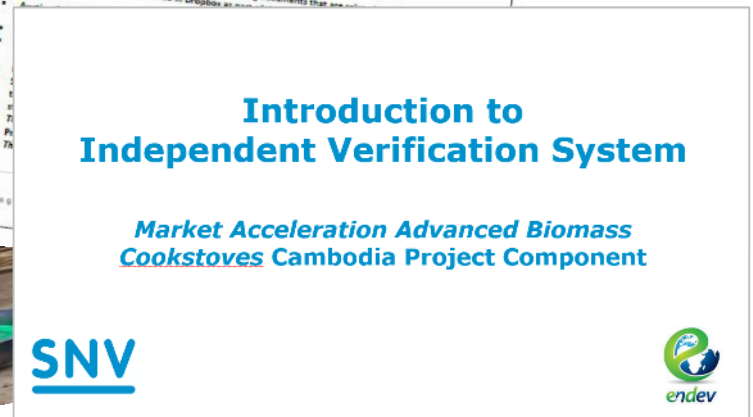 Introduction to
Independent Verification System
Market Acceleration Advanced Biomass
Cookstoves Cambodia Project Component
SNV
endev